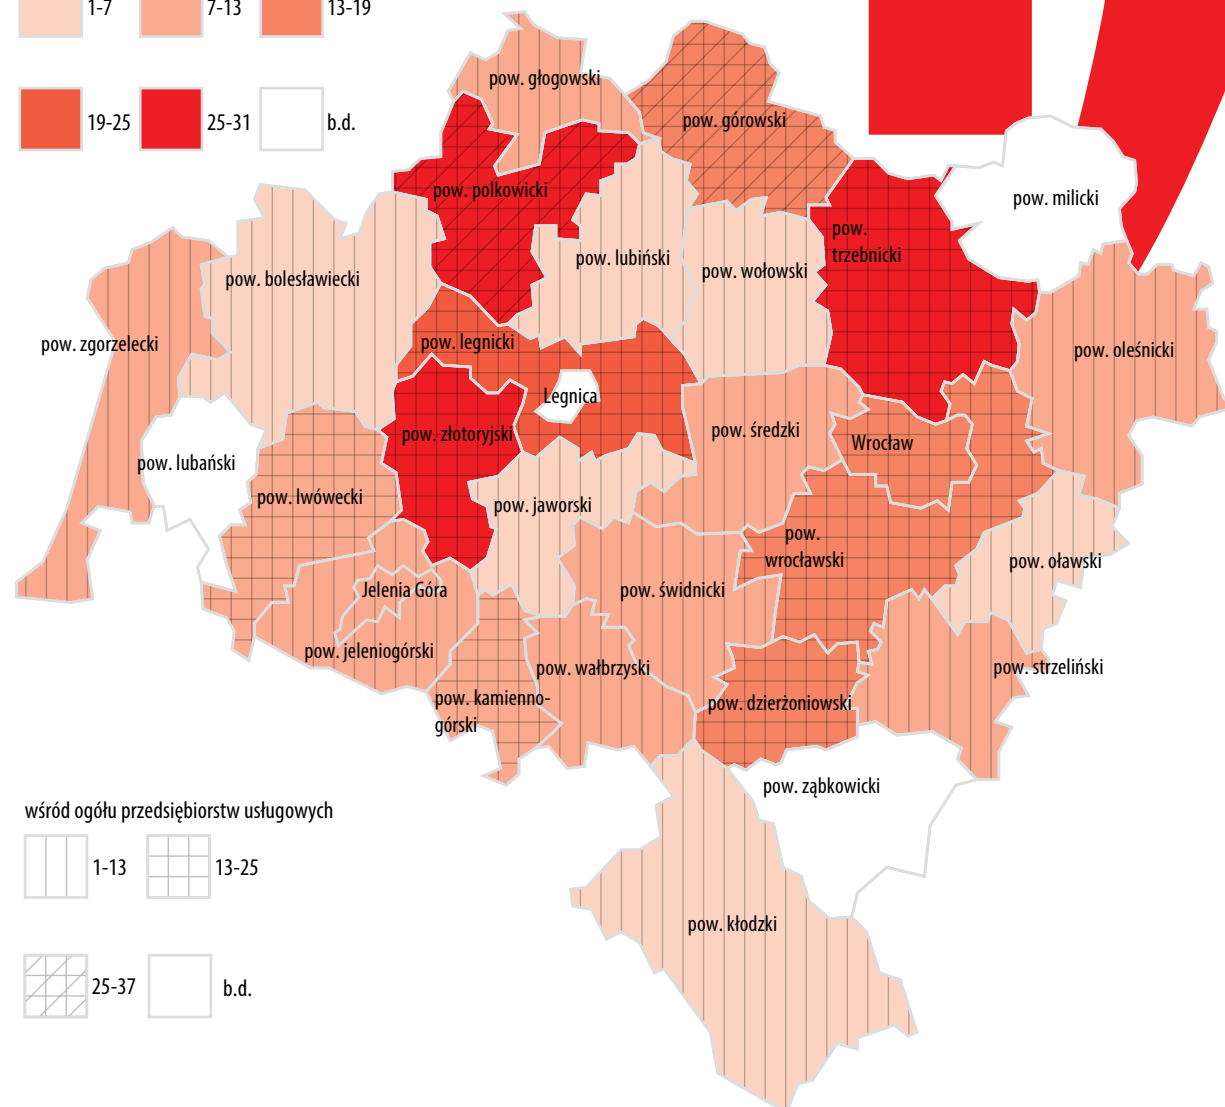 1-7
7-13
13-19
19-25
25-31
b.d.
pow. głogowski
pow. górowski
pow. polkowicki
pow. milicki
pow.
trzebnicki
pow. lubiński
pow. wołowski
pow. bolesławiecki
pow. zgorzelecki
pow. legnicki
pow. oleśnicki
Legnica
pow. złotoryjski
pow. średzki
Wrocław
pow. lubański
pow. lwówecki
pow. jaworski
pow.
wrocławski
pow. oławski
Jelenia Góra
pow. świdnicki
pow. jeleniogórski
pow. wałbrzyski
pow. strzeliński
pow. kamienno-
górski
pow. dzierżoniowski
pow. ząbkowicki
pow. kłodzki
wśród ogółu przedsiębiorstw usługowych
1-13
13-25
25-37
b.d.